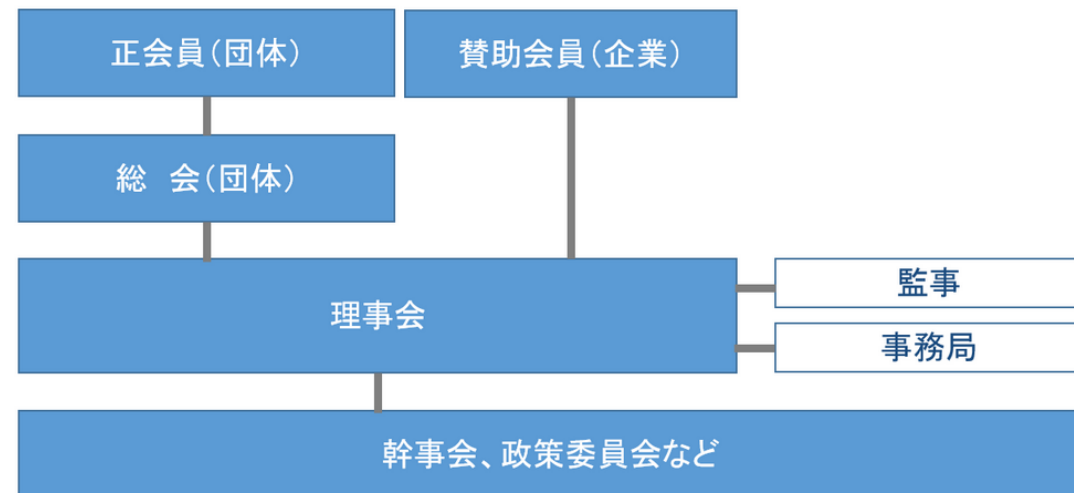 正会員（団体）
賛助会員（企業）
総　会（団体）
理事会
監事
事務局
幹事会、政策委員会など